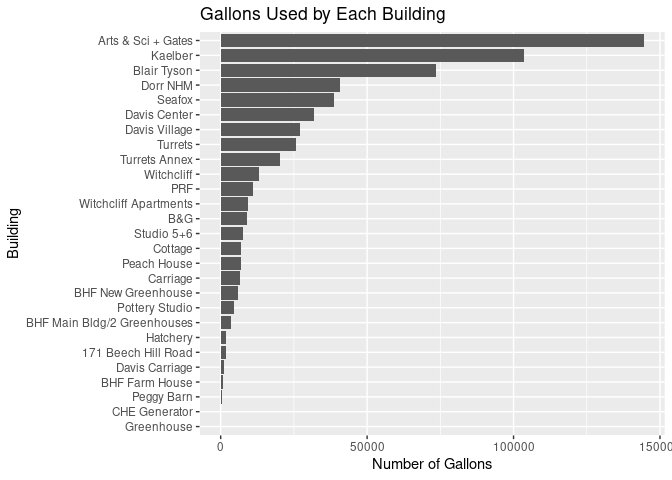 Gallons Used by Each Building
Arts & Sci + Gates
Kaelber
Blair Tyson
Dorr NHM
Seafox
Davis Center
Davis Village
Turrets
Turrets Annex
Witchcliff
PRF
Witchcliff Apartments
B&G
Studio 5+6
Cottage
Peach House
Carriage
BHF New Greenhouse
Pottery Studio
BHF Main Bldg/2 Greenhouses
Hatchery
171 Beech Hill Road
Davis Carriage
BHF Farm House
Peggy Barn
CHE Generator
Greenhouse
Building
0 50000 100000 15000
Number of Gallons